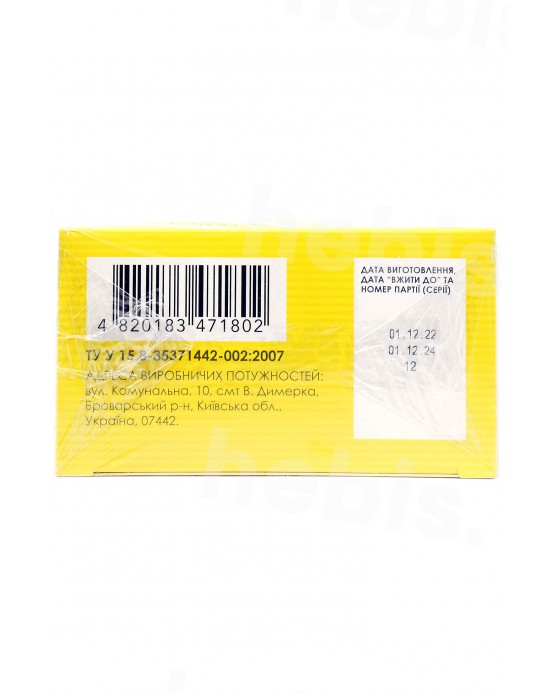 hebis.
4 820183 471802
ТУ У 15.8-35371442-002:2007
АДРЕСА ВИРОБНИЧИХ ПОТУЖНОСТЕЙ:
вул. Комунальна, 10, смт В. Димерка,
Броварський р-н, Київська обл.,
Україна, 07442.
ДАТА ВИГОТОВЛЕННЯ,
ДАТА "ВЖИТИ ДО" ТА
НОМЕР ПАРТІЇ (СЕРІЇ)
01.12.22
01.12.24
12
hebis.